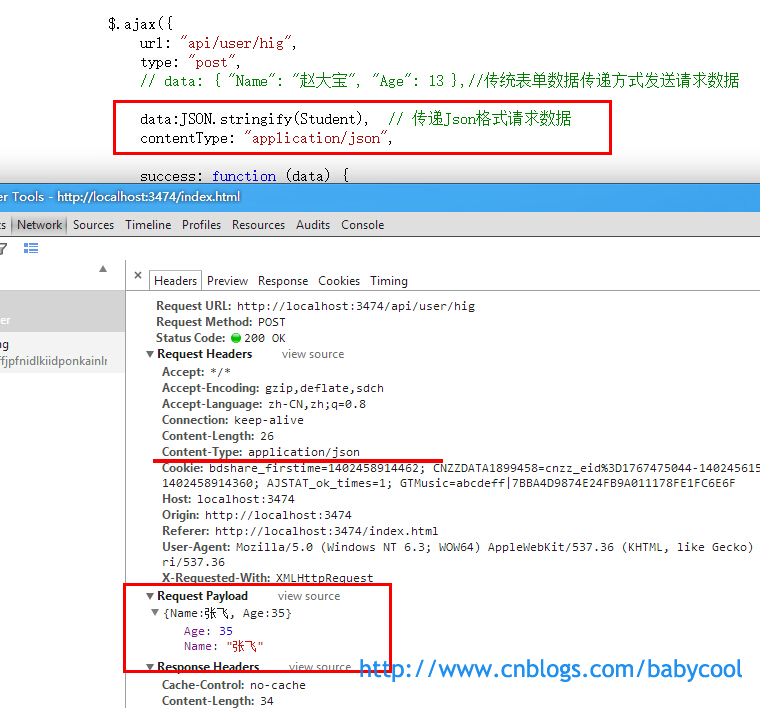 $.ajax({
url: "api/user/hig",
type: "post",
// data: { "Name": "赵大宝", "Age": 13 },//传统表单数据传递方式发送请求数据
data:JSON.stringify(Student), // 传递Json格式请求数据
contentType: "application/json",
success: function (data) {
er Tools - http://localhost:3474/index.html
ts Network Sources Timeline Profiles Resources Audits Console
× Headers Preview Response Cookies Timing
Request URL: http://localhost:3474/api/user/hig
Request Method: POST
er
Status Code: 200 OK
ng
Request Headers view source
ffjpfnidlkiidponkainlr
Accept: */*
Accept-Encoding: gzip,deflate,sdch
Accept-Language: zh-CN,zh;q=0.8
Connection: keep-alive
Content-Length: 26
Content-Type: application/json
Cookie: bdshare_firstime=1402458914462; CNZZDATA1899458=cnzz_eid%3D1767475044-140245615
1402458914360; AJSTAT_ok_times=1; GTMusic=abcdeff|7BBA4D9874E24FB9A011178FE1FC6E6F
Host: localhost:3474
Origin: http://localhost:3474
Referer: http://localhost:3474/index.html
User-Agent: Mozilla/5.0 (Windows NT 6.3; WOW64) AppleWebKit/537.36 (KHTML, like Gecko)
ri/537.36
X-Requested-With: XMLHttpRequest
Request Payload view source
{Name:张飞, Age:35}
Age: 35
Name: "张飞"
Response Headers view source
http://www.cnblogs.com/babycool
Cache-Control: no-cache
Content-Length: 34